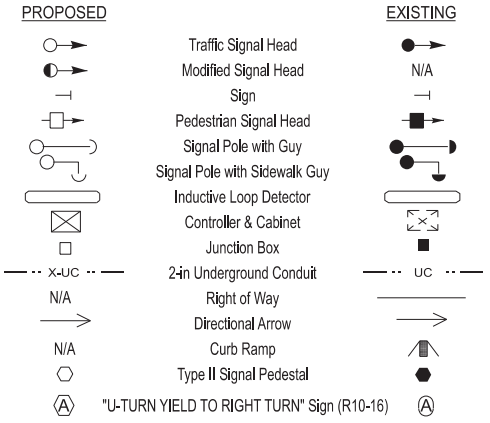 PROPOSED EXISTING
Traffic Signal Head
Modified Signal Head N/A
Sign
Pedestrian Signal Head
Signal Pole with Guy
Signal Pole with Sidewalk Guy
Inductive Loop Detector
Controller & Cabinet
Junction Box
X-UC 2-in Underground Conduit UC
N/A Right of Way
Directional Arrow
N/A Curb Ramp
Type II Signal Pedestal
A "U-TURN YIELD TO RIGHT TURN" Sign (R10-16) A